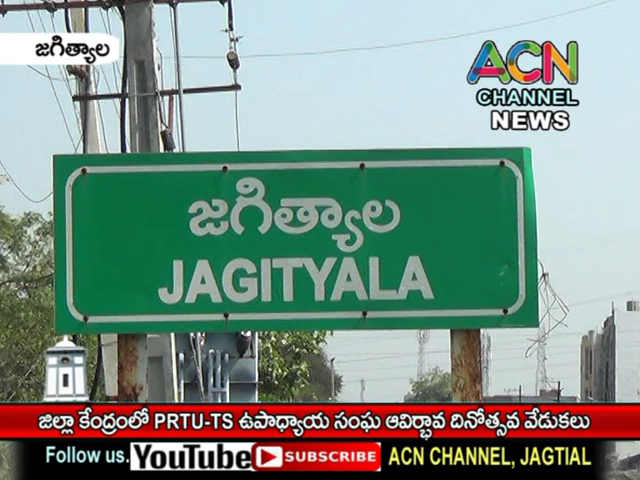 జగిత్యాల
ACN
CHANNEL
NEWS
జగిత్యాల
JAGITYALA
జిల్లా కేంద్రంలో PRTU-TS ఉపాధ్యాయ సంఘ ఆవిర్భావ దినోత్సవ వేడుకలు
Follow us. YouTube SUBSCRIBE ACN CHANNEL, JAGTIAL